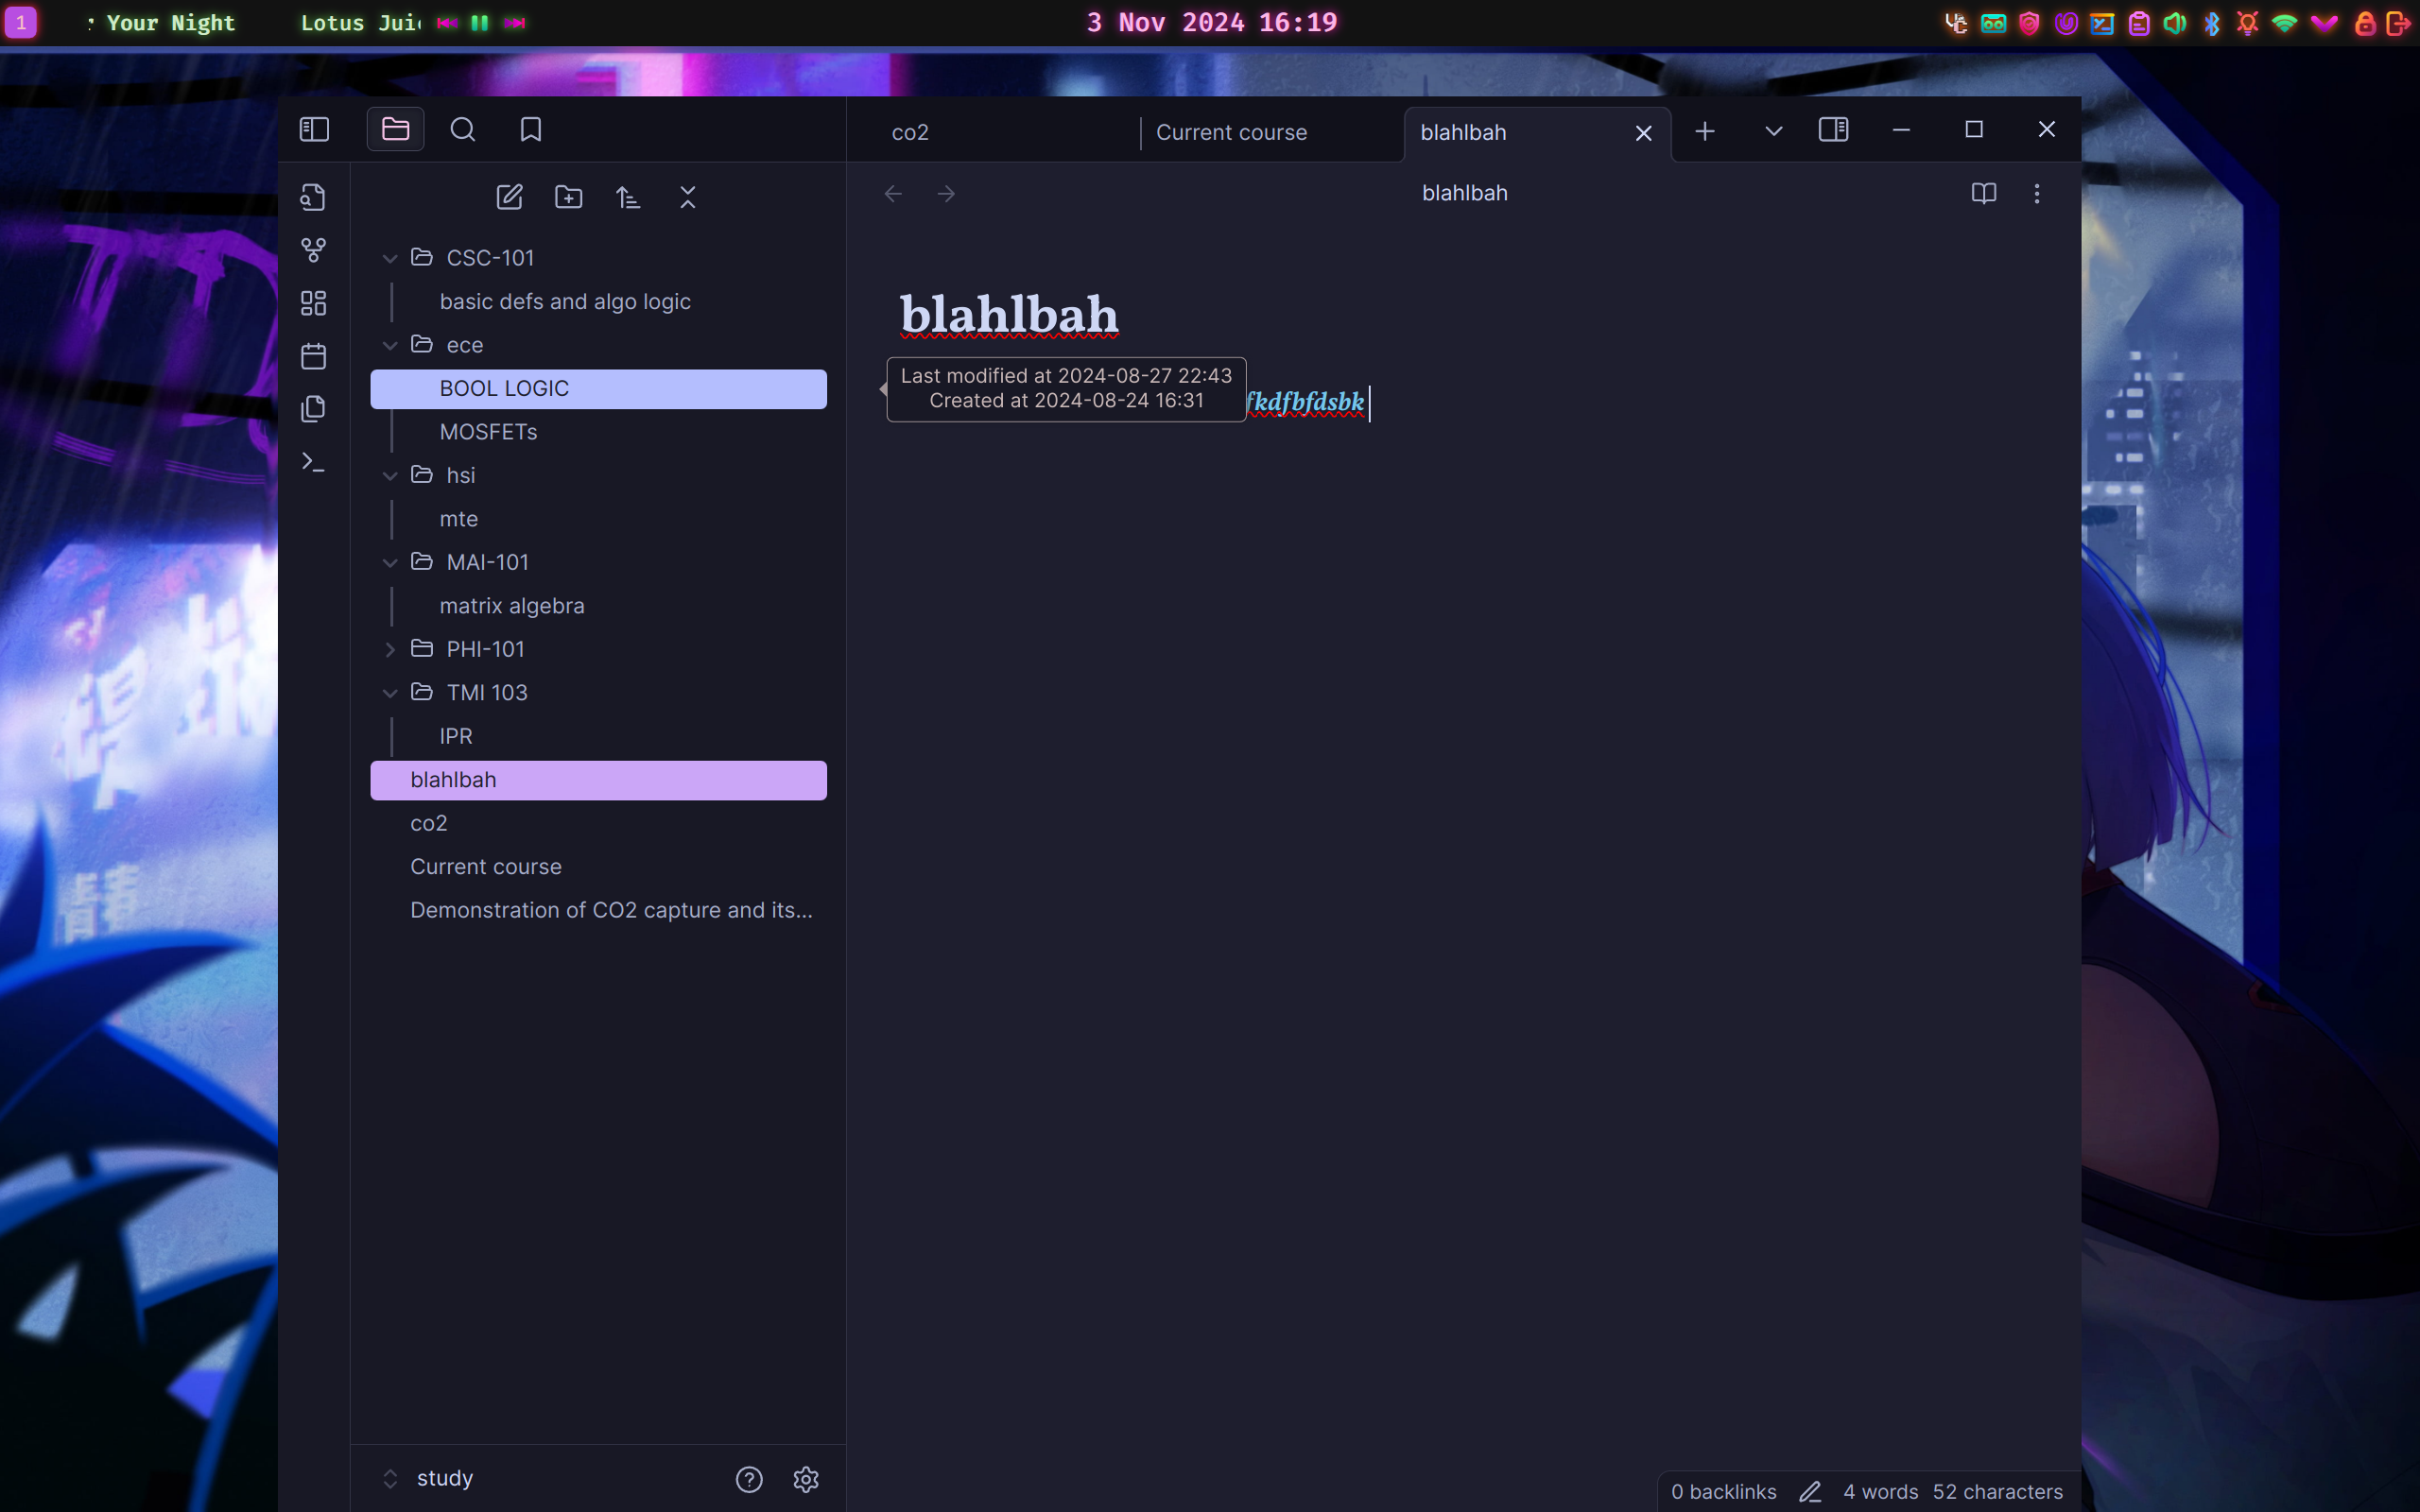 1 Your Night Lotus Jui 3 Nov 2024 16:19
co2 Current course blahlbah
blahlbah
CSC-101
basic defs and algo logic
ece
BOOL LOGIC
MOSFETs
hsi
mte
MAI-101
matrix algebra
PHI-101
TMI 103
IPR
blahlbah
co2
Current course
Demonstration of CO2 capture and its...
study
blahlbah
Last modified at 2024-08-27 22:43
Created at 2024-08-24 16:31
fkdfbfdsbk
0 backlinks 4 words 52 characters